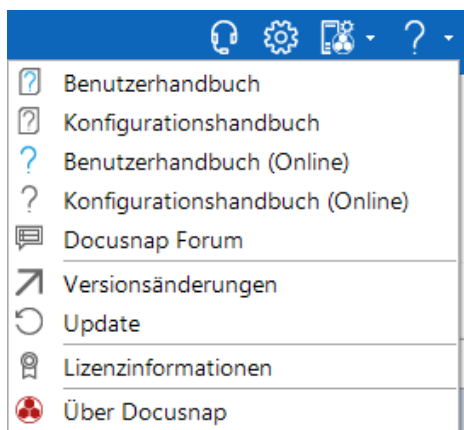 Benutzerhandbuch
Konfigurationshandbuch
Benutzerhandbuch (Online)
Konfigurationshandbuch (Online)
Docusnap Forum
Versionsänderungen
Update
Lizenzinformationen
Über Docusnap